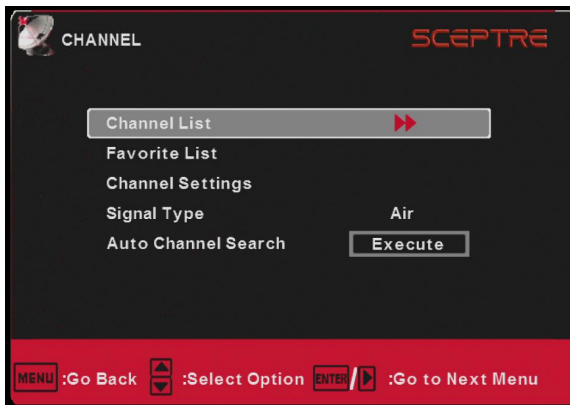 CHANNEL SCEPTRE
Channel List
Favorite List
Channel Settings
Signal Type Air
Auto Channel Search Execute
MENU :Go Back :Select Option ENTER / :Go to Next Menu